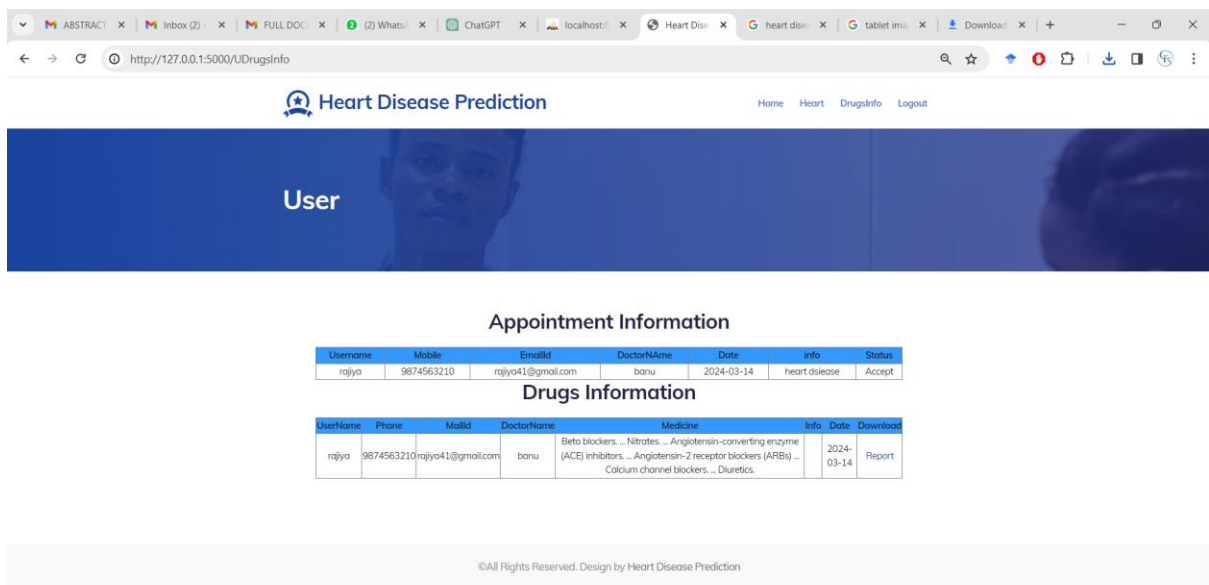 ABSTRACT
Inbox (2) -
FULL DOC
(2) Whats
ChatGPT
localhost:
Heart Dise
heart dise
tablet ima
Download
http://127.0.0.1:5000/UDrugsInfo
Heart Disease Prediction
Home Heart DrugsInfo Logout
User
Appointment Information
Username Mobile EmailId DoctorNAme Date info Status
rajiya 9874563210 rajiya41@gmail.com banu 2024-03-14 heart dsiease Accept
Drugs Information
UserName Phone MailId DoctorName Medicine Info Date Download
rajiya 9874563210 rajiya41@gmail.com banu Beta blockers. ... Nitrates. ... Angiotensin-converting enzyme
(ACE) inhibitors. ... Angiotensin-2 receptor blockers (ARBs) ...
Calcium channel blockers. ... Diuretics.
2024-
03-14
Report
©All Rights Reserved. Design by Heart Disease Prediction